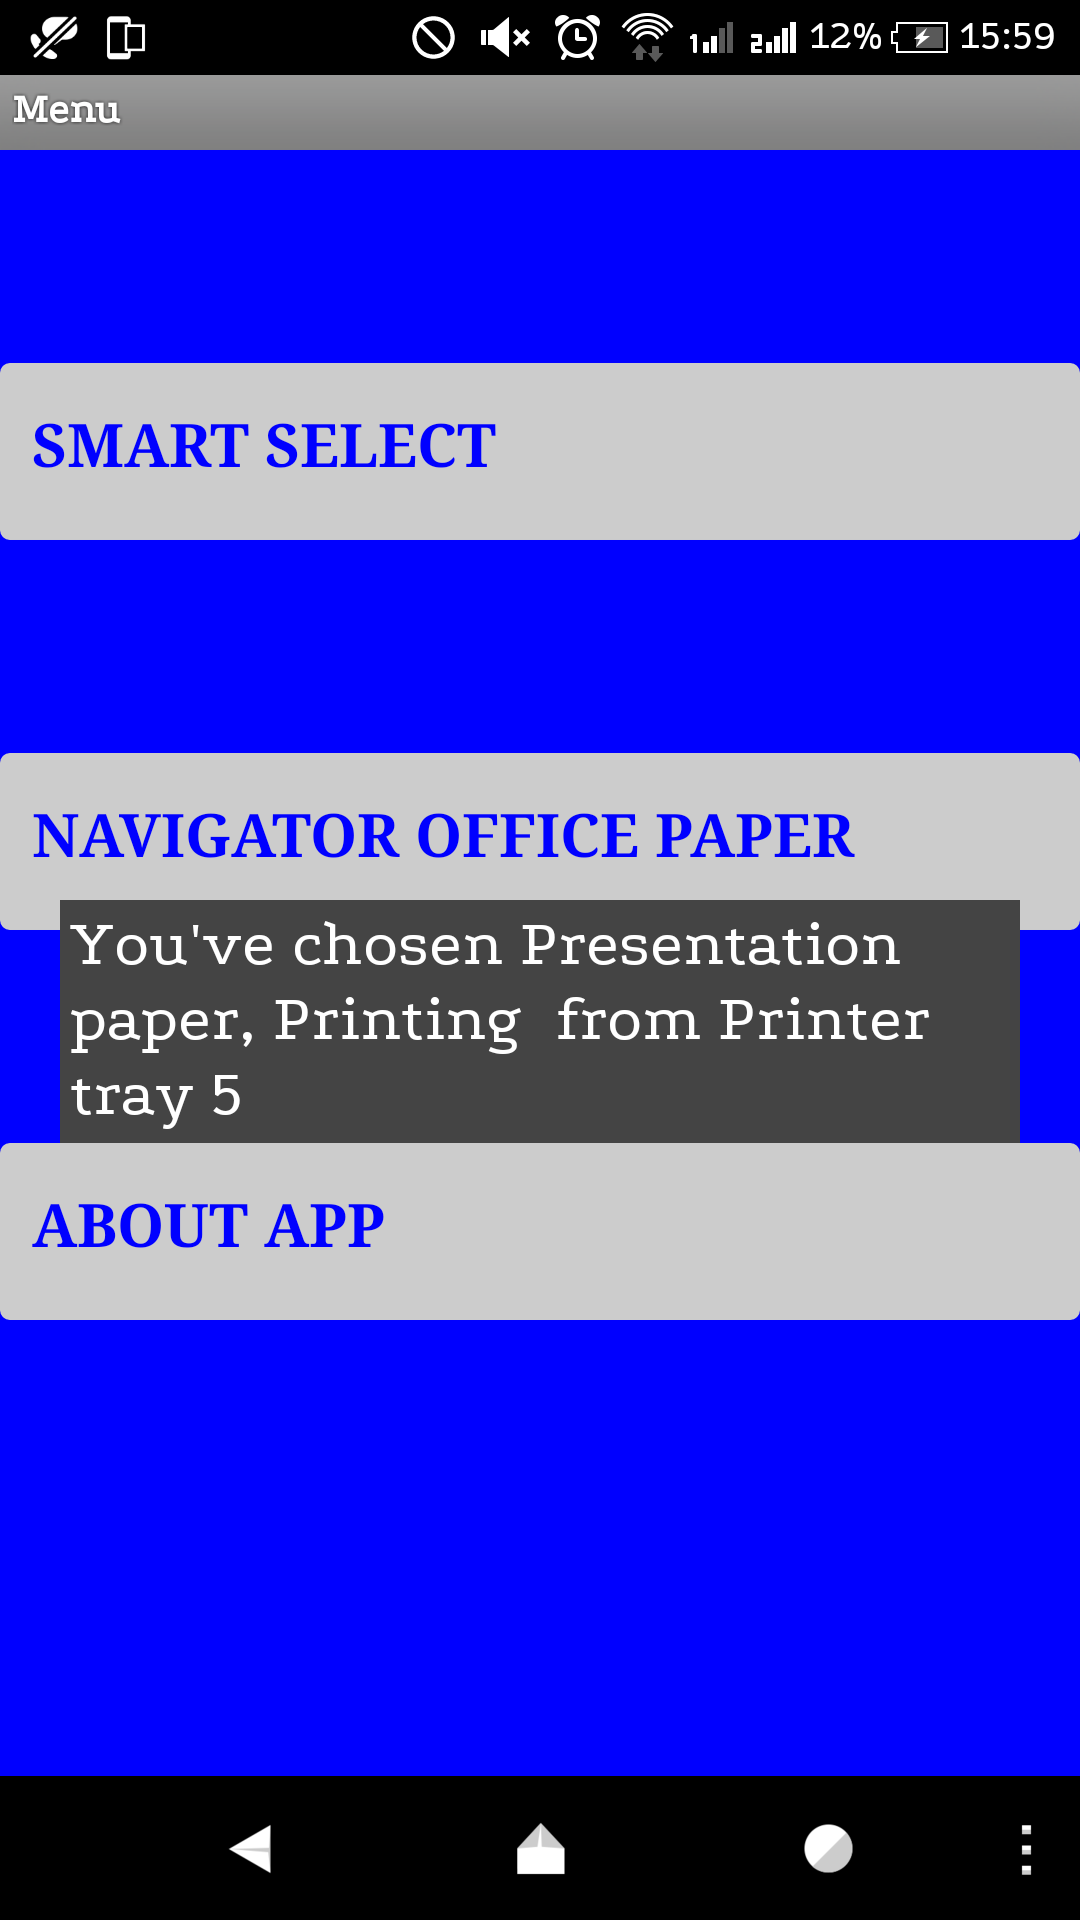 12% 15:59
Menu
SMART SELECT
NAVIGATOR OFFICE PAPER
You've chosen Presentation
paper, Printing  from Printer
tray 5
ABOUT APP